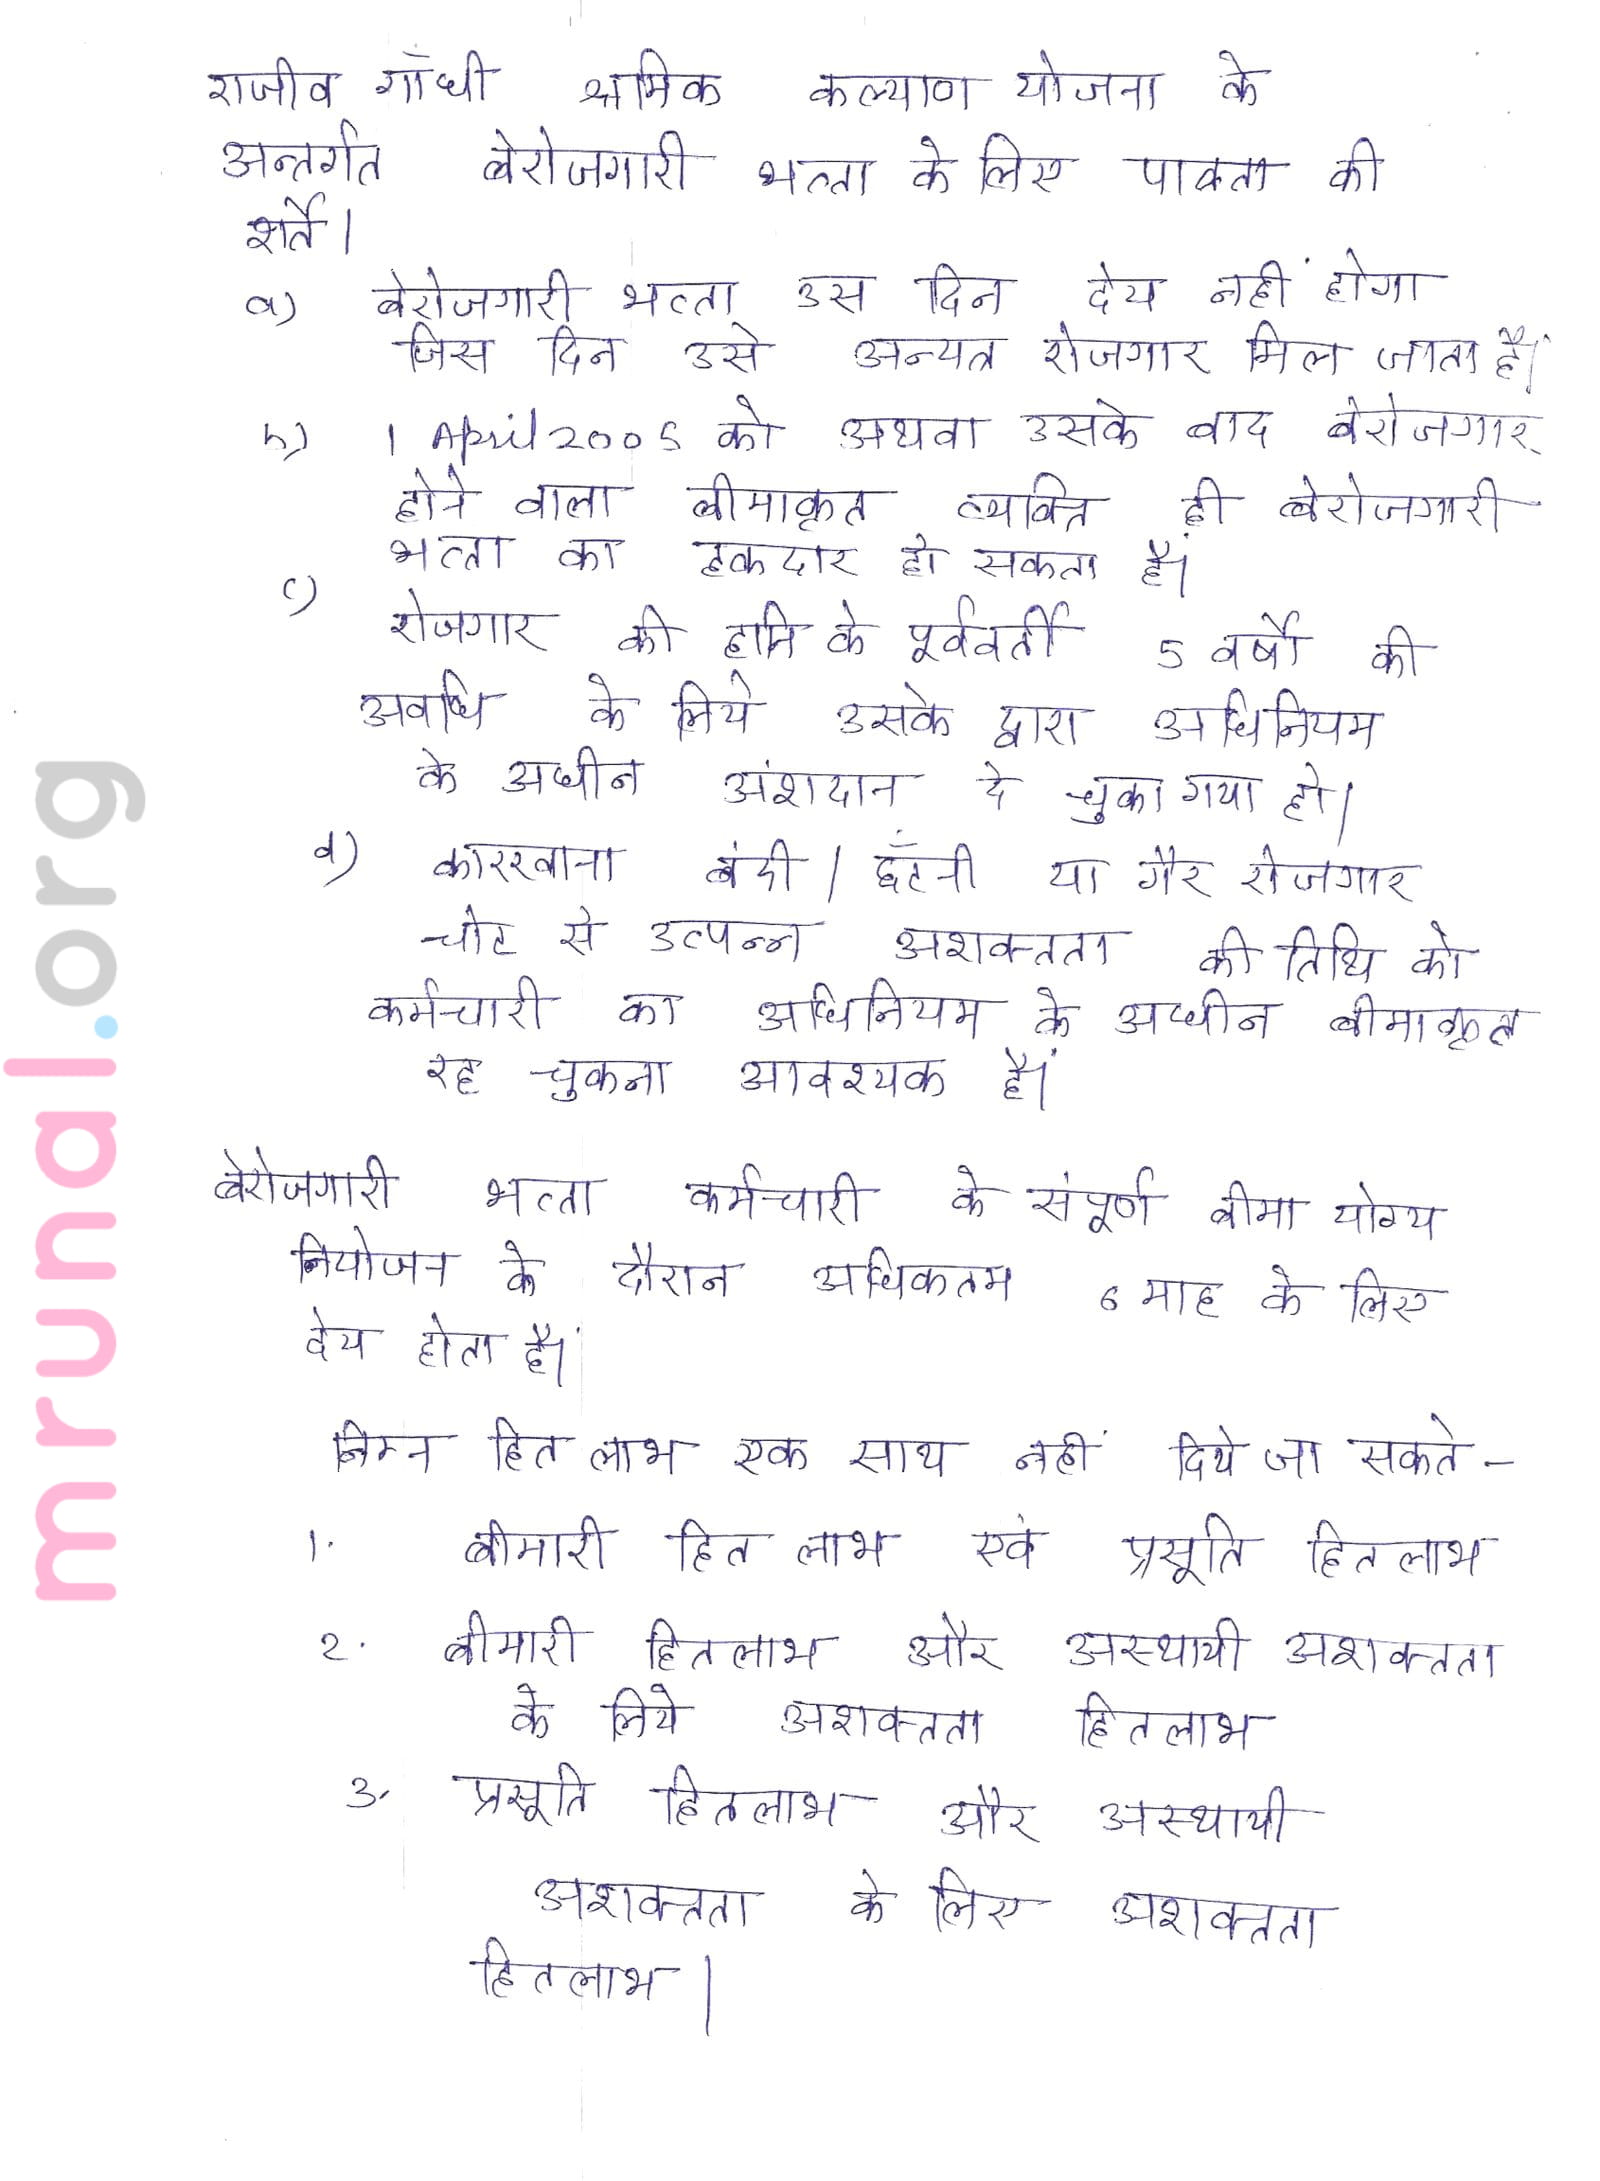 राजीव गाँधी श्रमिक कल्याण योजना के
अन्तर्गत बेरोजगारी भत्ता के लिए पात्रता की
शर्तें।
a) बेरोजगारी भत्ता उस दिन देय नहीं होगा
जिस दिन उसे अन्यत्र रोजगार मिल जाता हैं।
b) 1 April 2005 को अथवा उसके बाद बेरोजगार
होने वाला बीमाकृत व्यक्ति ही बेरोजगारी
भत्ता का हकदार हो सकता हैं।
c) रोजगार की हानि के पूर्ववर्ती 5 वर्षों की
अवधि के लिये उसके द्वारा अधिनियम
के अधीन अंशदान दे चुका गया हो।
d) कारखाना बंदी / छँटनी या गैर रोजगार
चोट से उत्पन्न अशक्तता की तिथि को
कर्मचारी का अधिनियम के अधीन बीमाकृत
रह चुकना आवश्यक हैं।
बेरोजगारी भत्ता कर्मचारी के संपूर्ण बीमा योग्य
नियोजन के दौरान अधिकतम 6 माह के लिए
देय होता हैं।
निम्न हित लाभ एक साथ नहीं दिये जा सकते -
1. बीमारी हित लाभ एवं प्रसूति हित लाभ
2. बीमारी हितलाभ और अस्थायी अशक्तता
के लिये अशक्तता हितलाभ
3. प्रसूति हितलाभ और अस्थायी
अशक्तता के लिए अशक्तता
हितलाभ।
mrunal.org